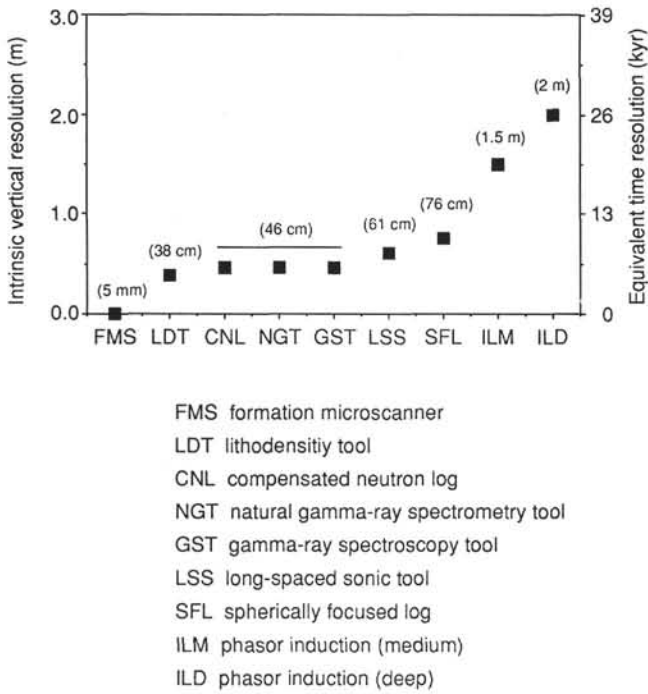 Intrinsic vertical resolution (m)
3.0
2.0
1.0
0.0
(5 mm)
(38 cm)
(46 cm)
(61 cm)
(76 cm)
(1.5 m)
(2 m)
39
26
13
0
Equivalent time resolution (kyr)
FMS LDT CNL NGT GST LSS SFL ILM ILD
FMS formation microscanner
LDT lithodensitiy tool
CNL compensated neutron log
NGT natural gamma-ray spectrometry tool
GST gamma-ray spectroscopy tool
LSS long-spaced sonic tool
SFL spherically focused log
ILM phasor induction (medium)
ILD phasor induction (deep)